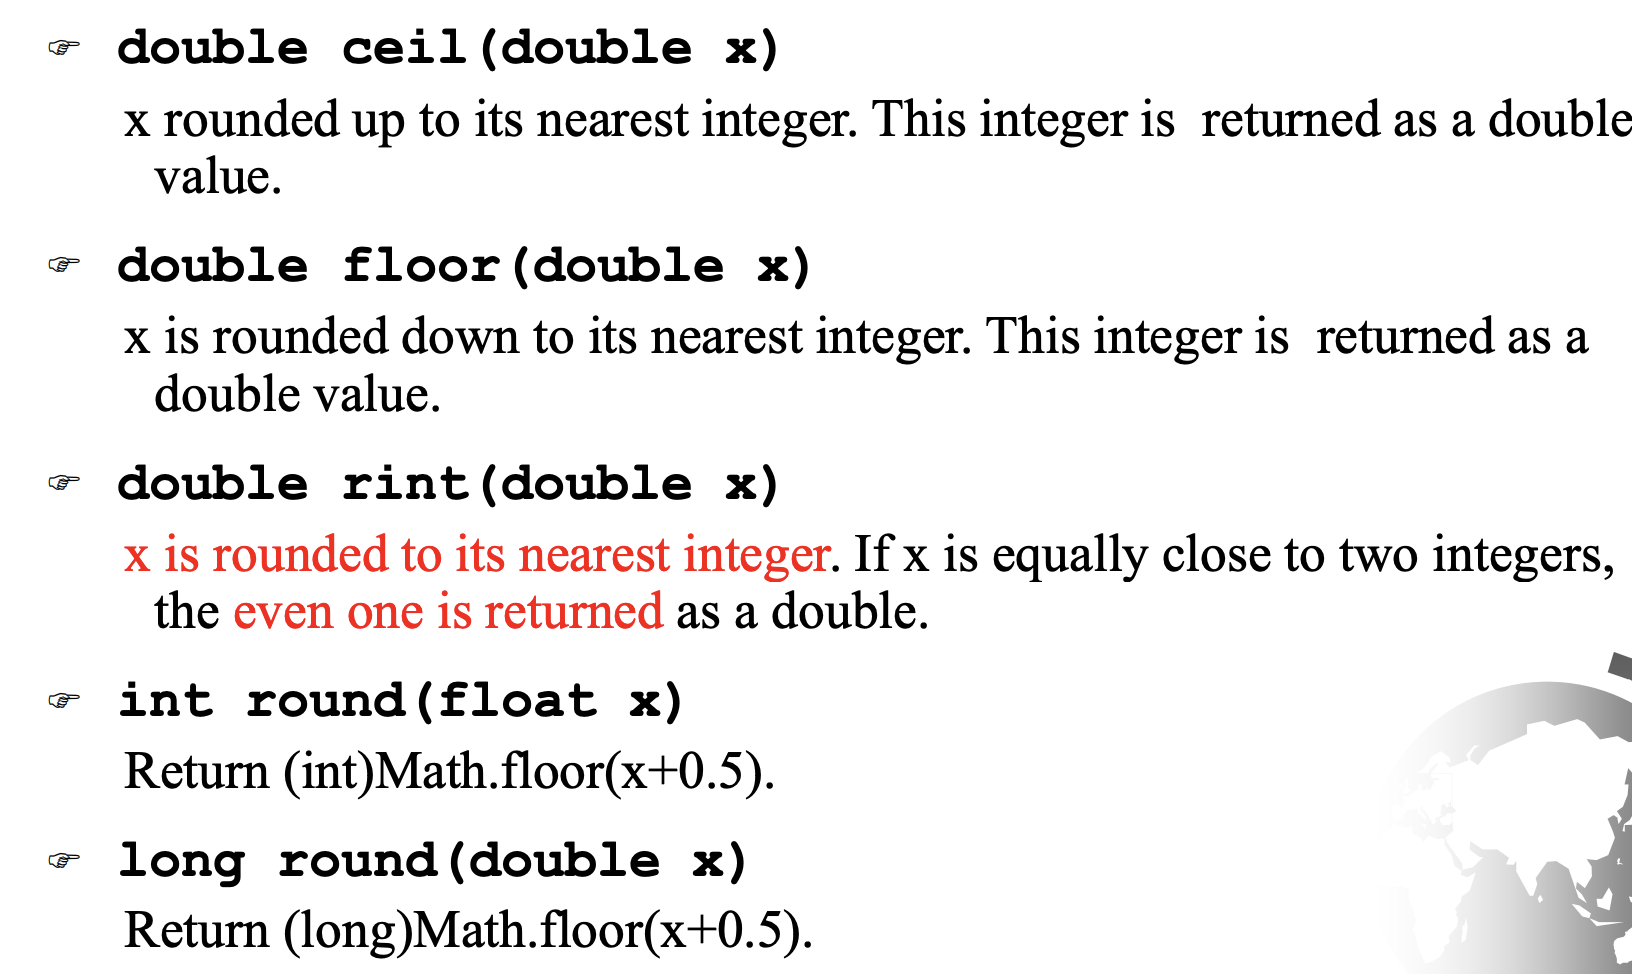 ☞ double ceil(double x)
x rounded up to its nearest integer. This integer is  returned as a double
value.
☞ double floor(double x)
x is rounded down to its nearest integer. This integer is  returned as a
double value.
☞ double rint(double x)
x is rounded to its nearest integer. If x is equally close to two integers,
the even one is returned as a double.
☞ int round(float x)
Return (int)Math.floor(x+0.5).
☞ long round(double x)
Return (long)Math.floor(x+0.5).